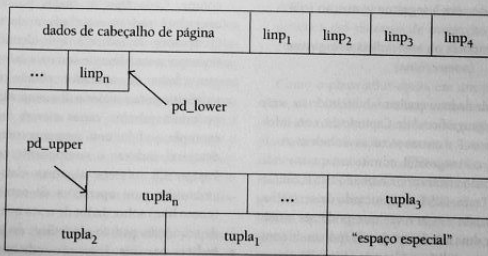 dados de cabeçalho de página linp₁ linp₂ linp₃ linp₄
... linpₙ
pd_lower
pd_upper
tuplaₙ ... tupla₃
tupla₂ tupla₁ “espaço especial”